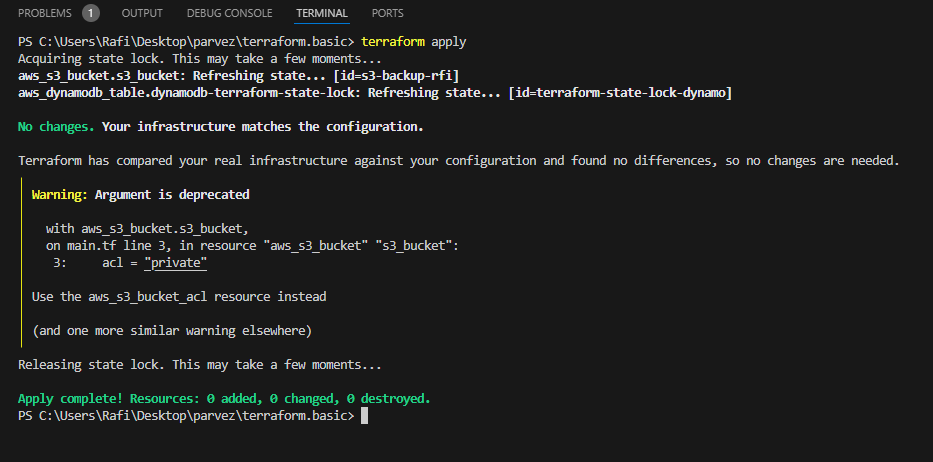 PROBLEMS 1 OUTPUT DEBUG CONSOLE TERMINAL PORTS
PS C:\Users\Rafi\Desktop\parvez\terraform.basic> terraform apply
Acquiring state lock. This may take a few moments...
aws_s3_bucket.s3_bucket: Refreshing state... [id=s3-backup-rfi]
aws_dynamodb_table.dynamodb-terraform-state-lock: Refreshing state... [id=terraform-state-lock-dynamo]
No changes. Your infrastructure matches the configuration.
Terraform has compared your real infrastructure against your configuration and found no differences, so no changes are needed.
Warning: Argument is deprecated
with aws_s3_bucket.s3_bucket,
on main.tf line 3, in resource "aws_s3_bucket" "s3_bucket":
3: acl = "private"
Use the aws_s3_bucket_acl resource instead
(and one more similar warning elsewhere)
Releasing state lock. This may take a few moments...
Apply complete! Resources: 0 added, 0 changed, 0 destroyed.
PS C:\Users\Rafi\Desktop\parvez\terraform.basic>